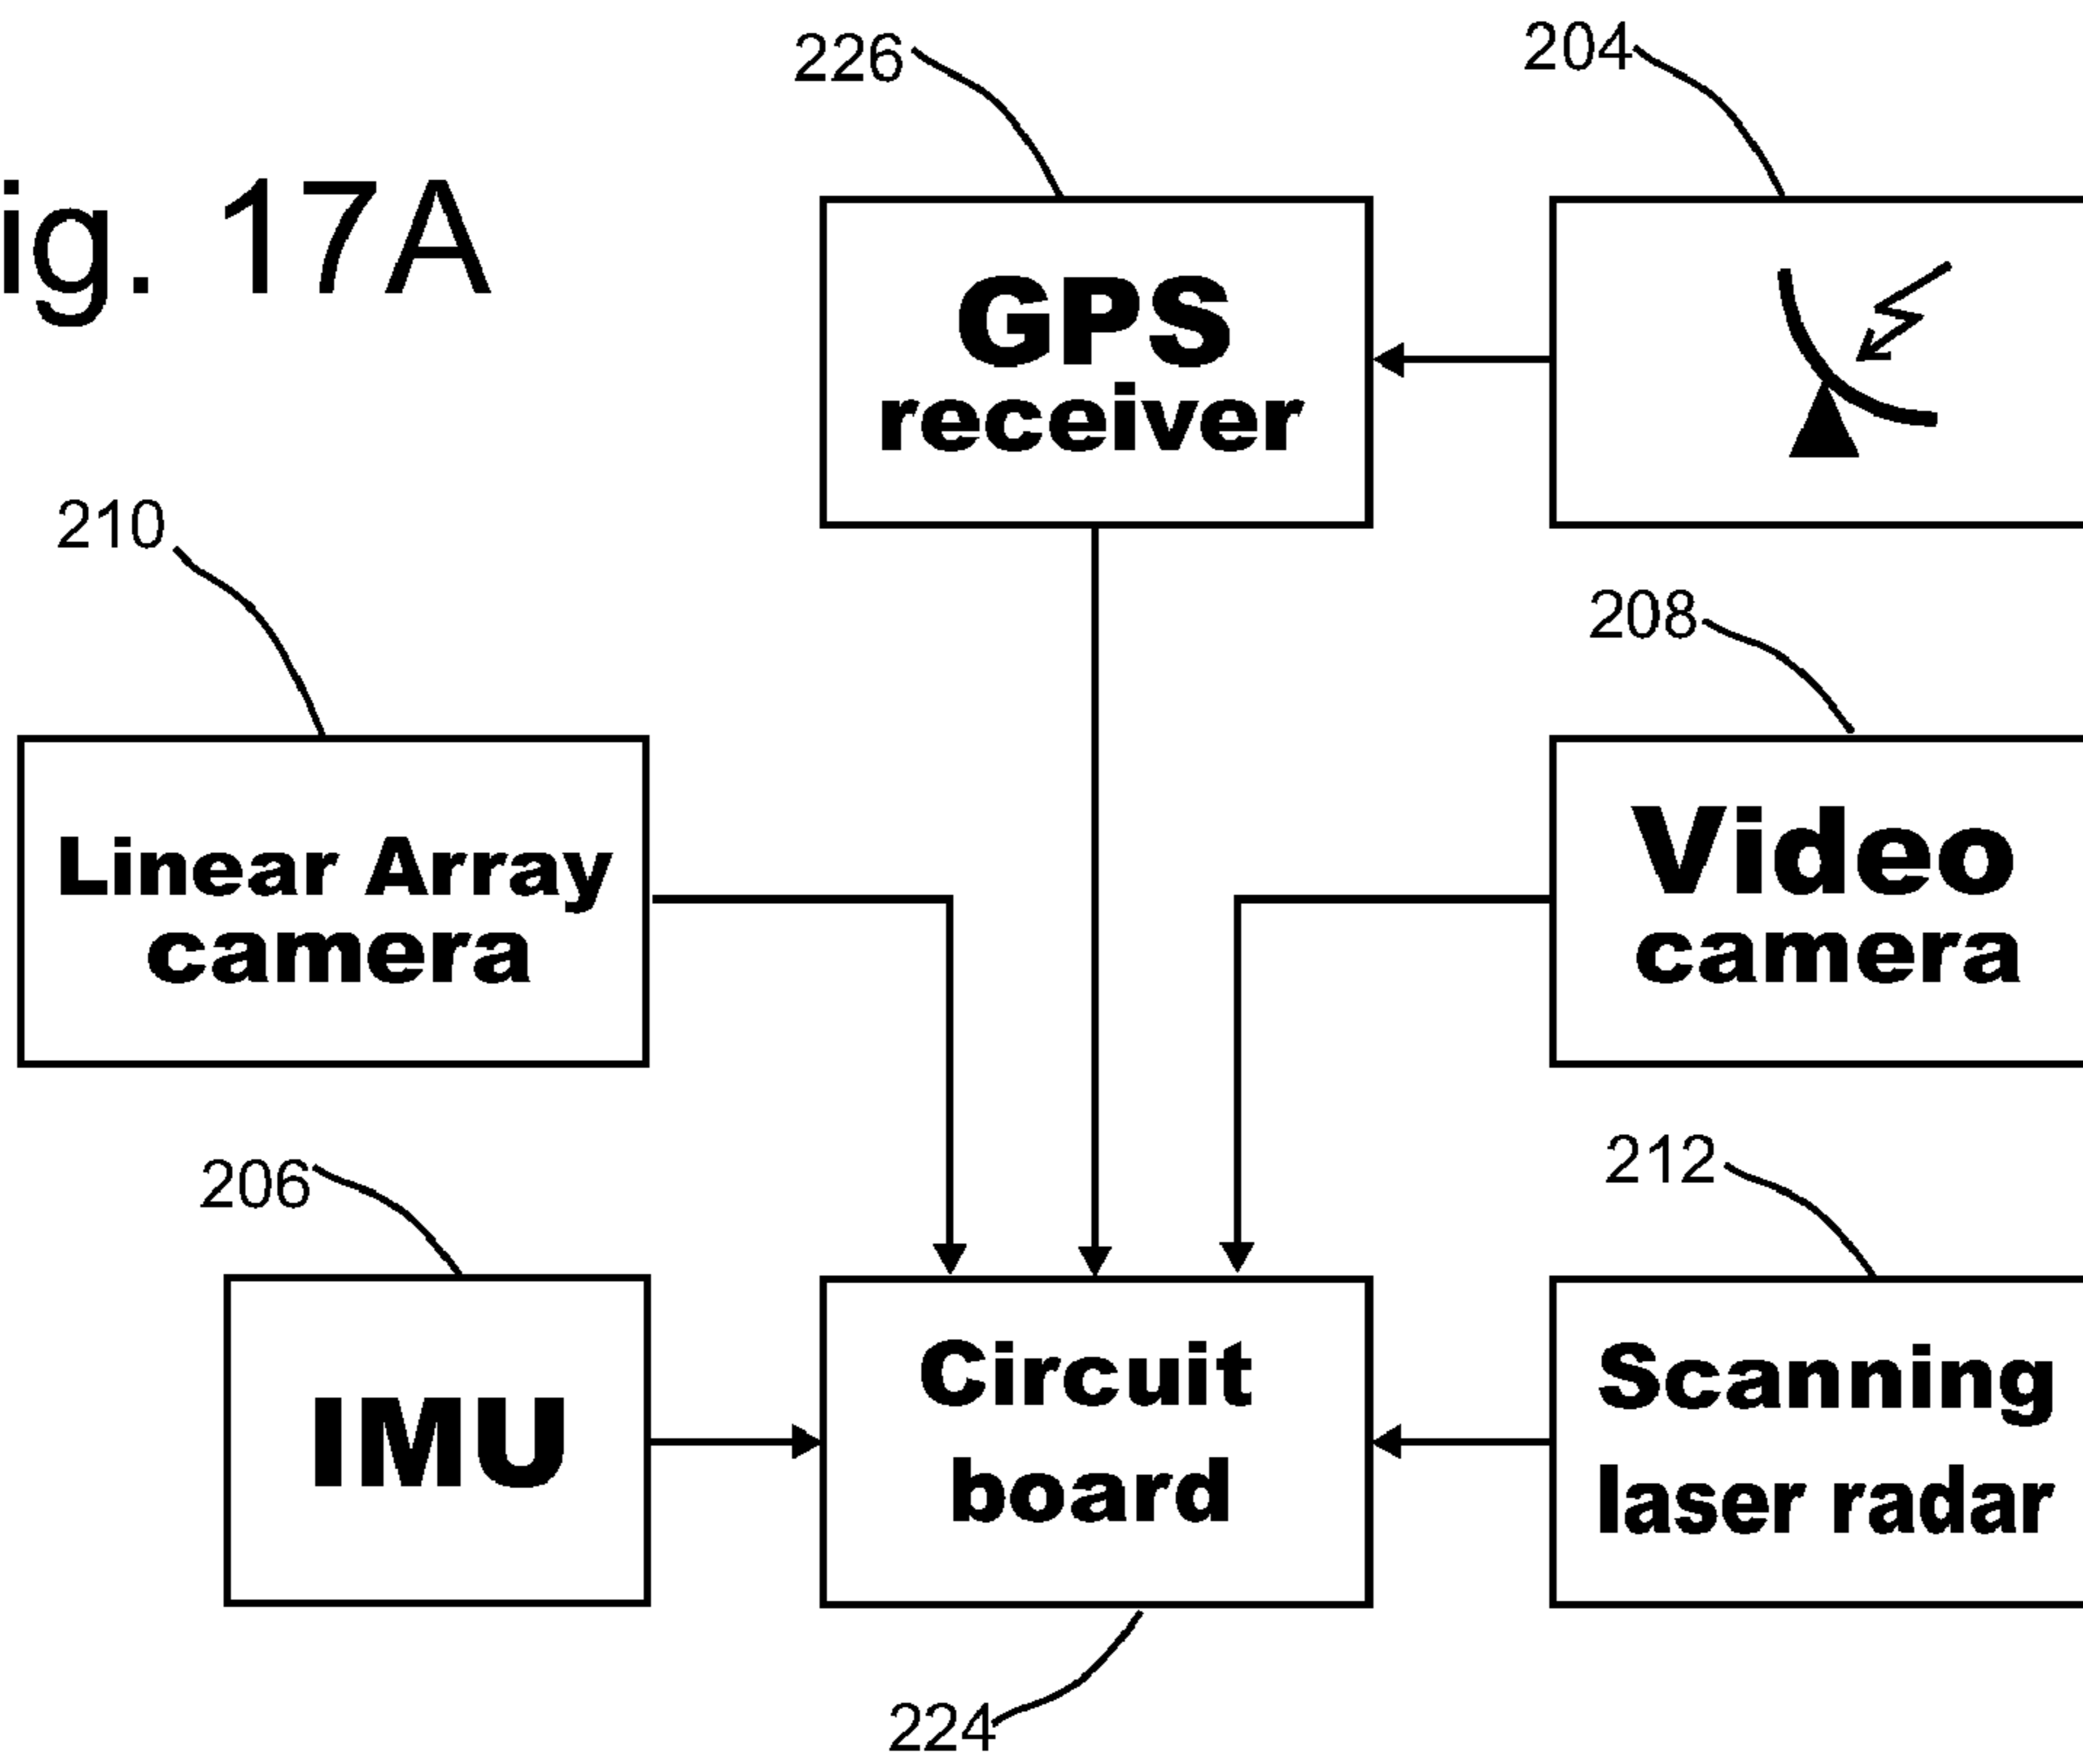 226
204
ig. 17A
GPS
receiver
210
208
Linear Array
camera
Video
camera
206
212
IMU
Circuit
board
Scanning
laser radar
224